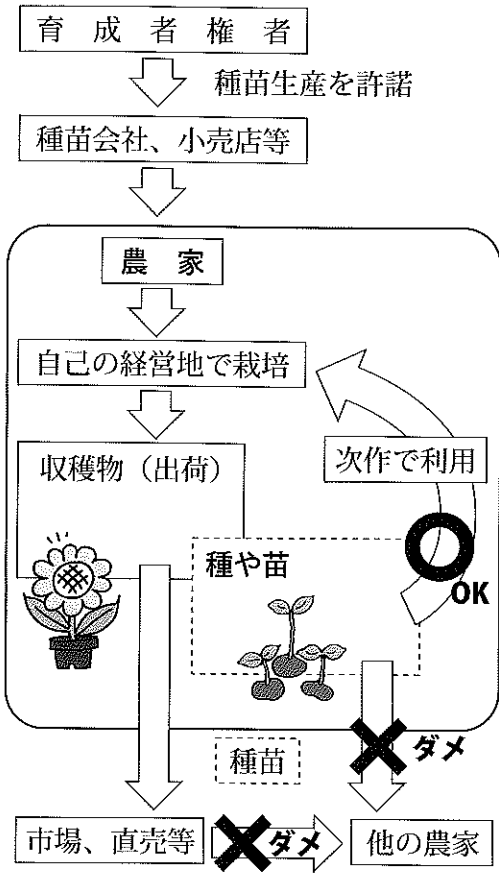 育成者権者
種苗生産を許諾
種苗会社、小売店等
農家
自己の経営地で栽培
収穫物（出荷）
次作で利用
種や苗
OK
種苗
ダメ
市場、直売等
ダメ
他の農家